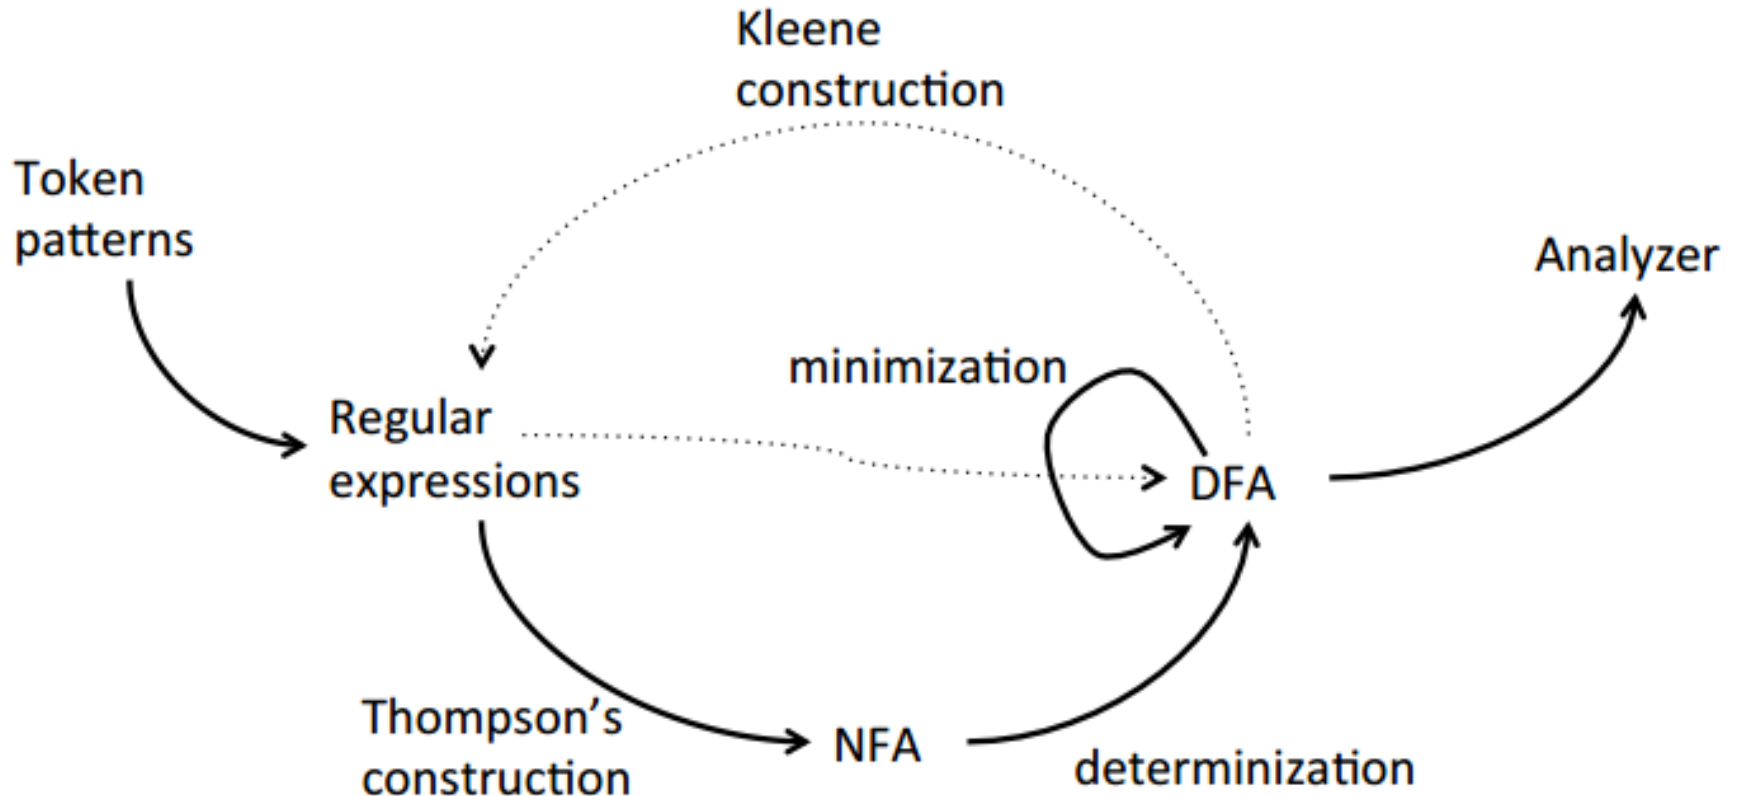 Kleene
construction
Token
patterns
Analyzer
minimization
Regular
expressions
DFA
Thompson’s
construction
NFA
determinization